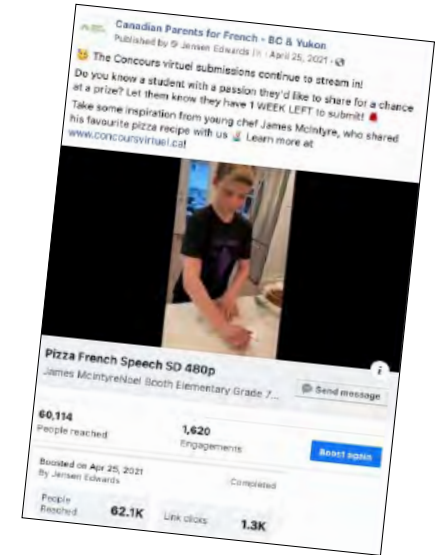 Canadian Parents for French - BC & Yukon
Published by Jensen Edwards · April 25, 2021 ·
The Concours virtuel submissions continue to stream in!
Do you know a student with a passion they'd like to share for a chance
at a prize? Let them know they have 1 WEEK LEFT to submit!
Take some inspiration from young chef James McIntyre, who shared
his favourite pizza recipe with us Learn more at
www.concoursvirtuel.ca!
Pizza French Speech SD 480p
James McIntyreNoel Booth Elementary Grade 7...
Send message
60,114
People reached
1,620
Engagements
Boost again
Boosted on Apr 25, 2021
By Jensen Edwards
Completed
People
Reached
62.1K
Link clicks
1.3K